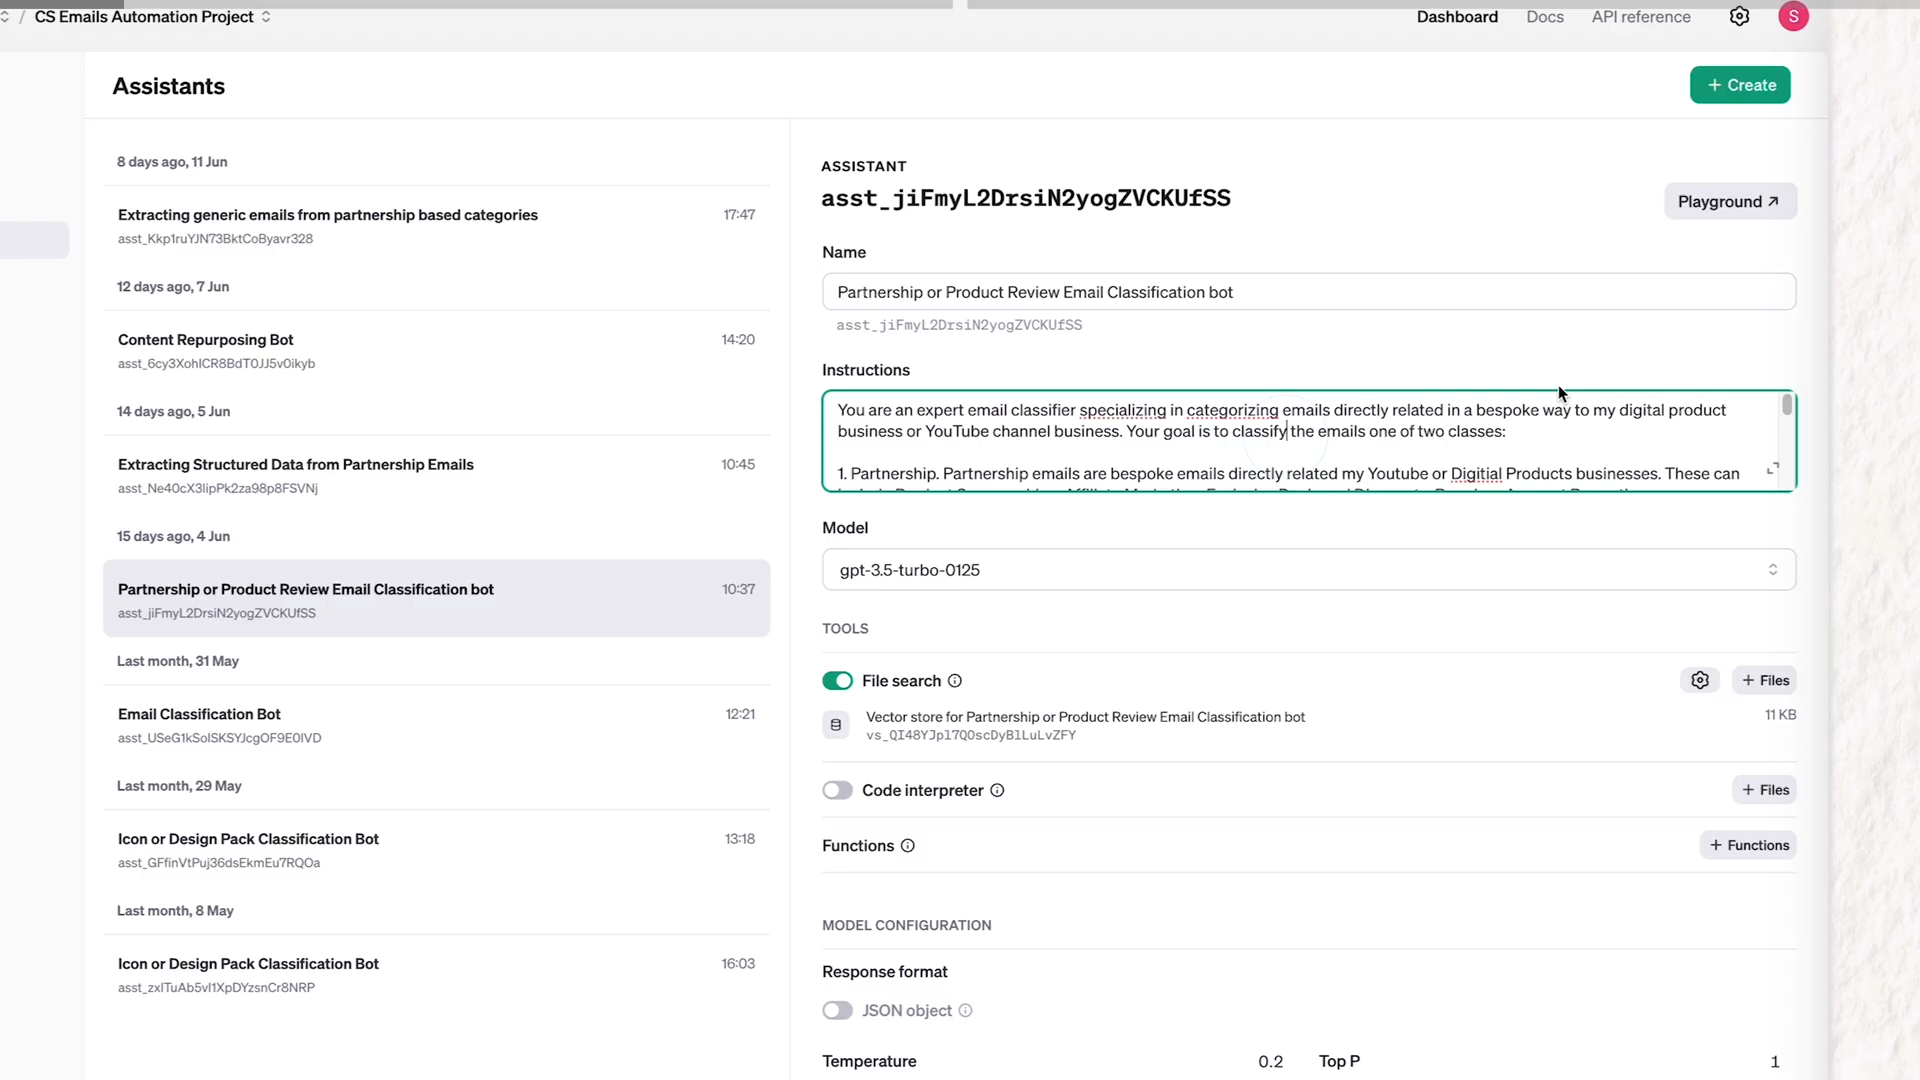 / CS Emails Automation Project
Dashboard Docs API reference S
Assistants
+ Create
8 days ago, 11 Jun
Extracting generic emails from partnership based categories 17:47
asst_Kkp1ruYJN73BktCoByavr328
12 days ago, 7 Jun
Content Repurposing Bot 14:20
asst_6cy3XohICR8BdT0JJ5v0ikyb
14 days ago, 5 Jun
Extracting Structured Data from Partnership Emails 10:45
asst_Ne40cX3lipPk2za98p8FSVNj
15 days ago, 4 Jun
Partnership or Product Review Email Classification bot 10:37
asst_jiFmyL2DrsiN2yogZVCKUfSS
Last month, 31 May
Email Classification Bot 12:21
asst_USeG1kSolSKSYJcgOF9E0IVD
Last month, 29 May
Icon or Design Pack Classification Bot 13:18
asst_GFfinVtPuj36dsEkmEu7RQOa
Last month, 8 May
Icon or Design Pack Classification Bot 16:03
asst_zxlTuAb5vl1XpDYzsnCr8NRP
ASSISTANT
asst_jiFmyL2DrsiN2yogZVCKUfSS
Playground
Name
Partnership or Product Review Email Classification bot
asst_jiFmyL2DrsiN2yogZVCKUfSS
Instructions
You are an expert email classifier specializing in categorizing emails directly related in a bespoke way to my digital product
business or YouTube channel business. Your goal is to classify the emails one of two classes:
1. Partnership. Partnership emails are bespoke emails directly related my Youtube or Digitial Products businesses. These can
Model
gpt-3.5-turbo-0125
TOOLS
File search
+ Files
Vector store for Partnership or Product Review Email Classification bot 11 KB
vs_QI48YJpl7QOscDyBlLuLvZFY
Code interpreter
+ Files
Functions
+ Functions
MODEL CONFIGURATION
Response format
JSON object
Temperature 0.2 Top P 1